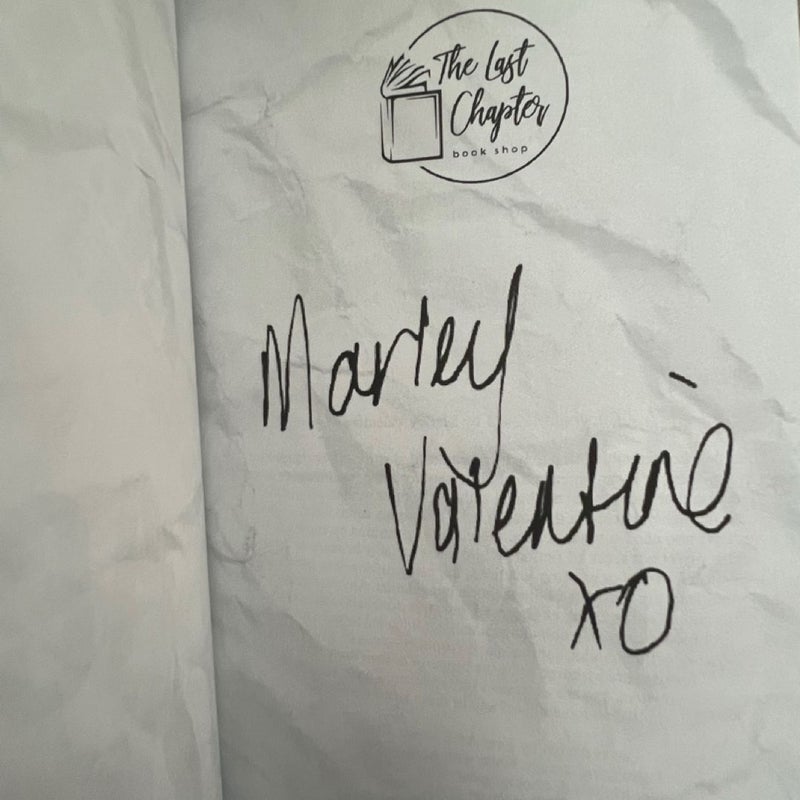 The Last
Chapter
book shop
Marley
Valentine
xo